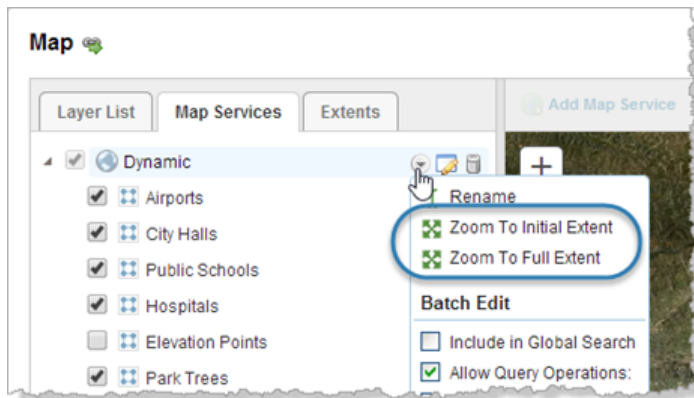 Map
Layer List Map Services Extents
Add Map Service
Dynamic
Airports
Rename
City Halls
Zoom To Initial Extent
Public Schools
Zoom To Full Extent
Hospitals
Batch Edit
Elevation Points
Include in Global Search
Park Trees
Allow Query Operations: